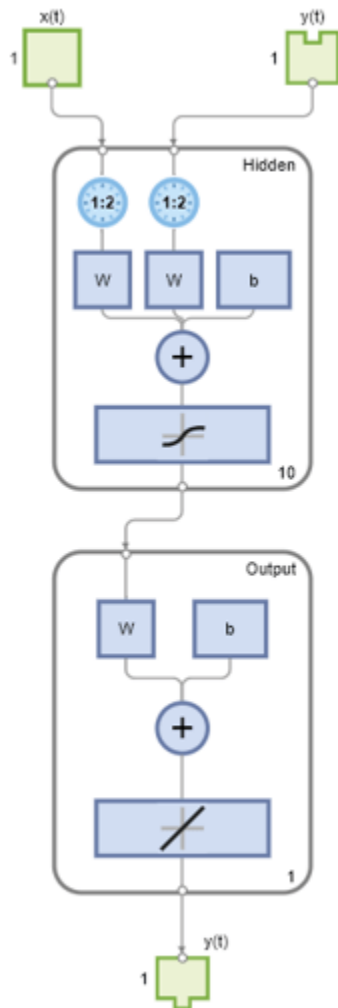 x(t) y(t)
1 1
Hidden
1:2 1:2
W W b
+
10
Output
W b
+
1
y(t)
1